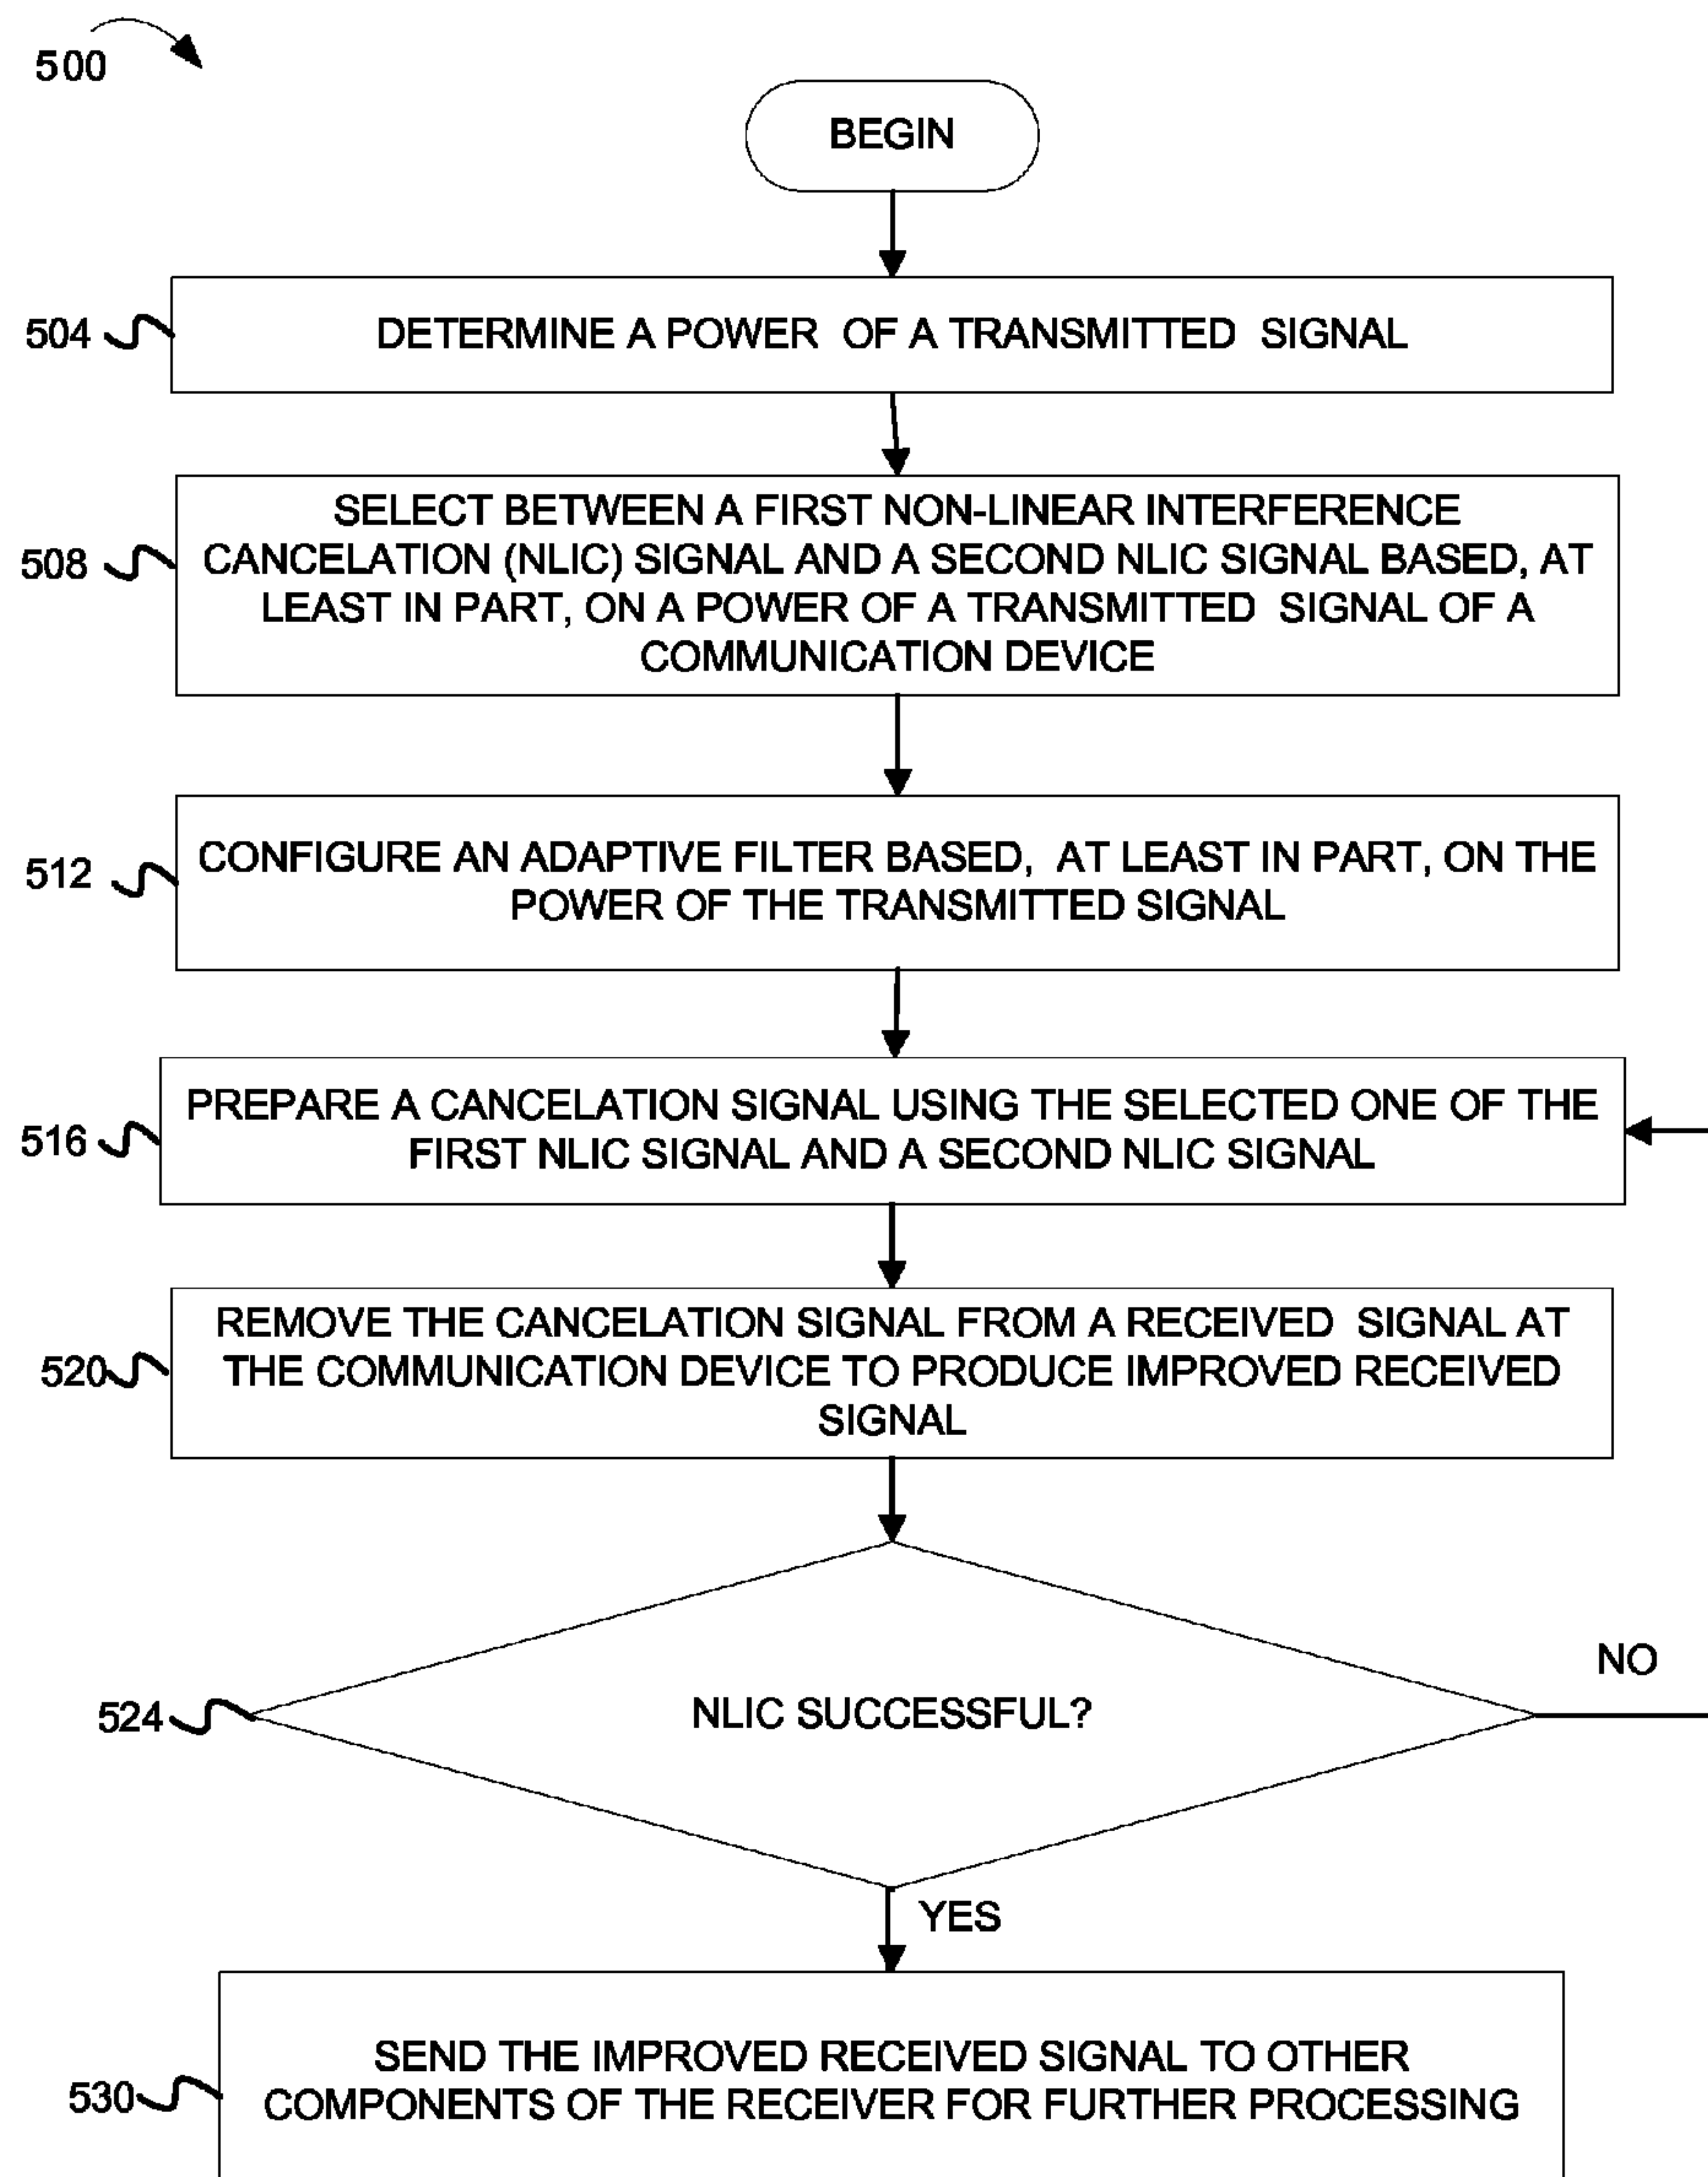 500
BEGIN
504
DETERMINE A POWER OF A TRANSMITTED SIGNAL
508
SELECT BETWEEN A FIRST NON-LINEAR INTERFERENCE
CANCELATION (NLIC) SIGNAL AND A SECOND NLIC SIGNAL BASED, AT
LEAST IN PART, ON A POWER OF A TRANSMITTED SIGNAL OF A
COMMUNICATION DEVICE
512
CONFIGURE AN ADAPTIVE FILTER BASED, AT LEAST IN PART, ON THE
POWER OF THE TRANSMITTED SIGNAL
516
PREPARE A CANCELATION SIGNAL USING THE SELECTED ONE OF THE
FIRST NLIC SIGNAL AND A SECOND NLIC SIGNAL
520
REMOVE THE CANCELATION SIGNAL FROM A RECEIVED SIGNAL AT
THE COMMUNICATION DEVICE TO PRODUCE IMPROVED RECEIVED
SIGNAL
524
NLIC SUCCESSFUL?
NO
YES
530
SEND THE IMPROVED RECEIVED SIGNAL TO OTHER
COMPONENTS OF THE RECEIVER FOR FURTHER PROCESSING